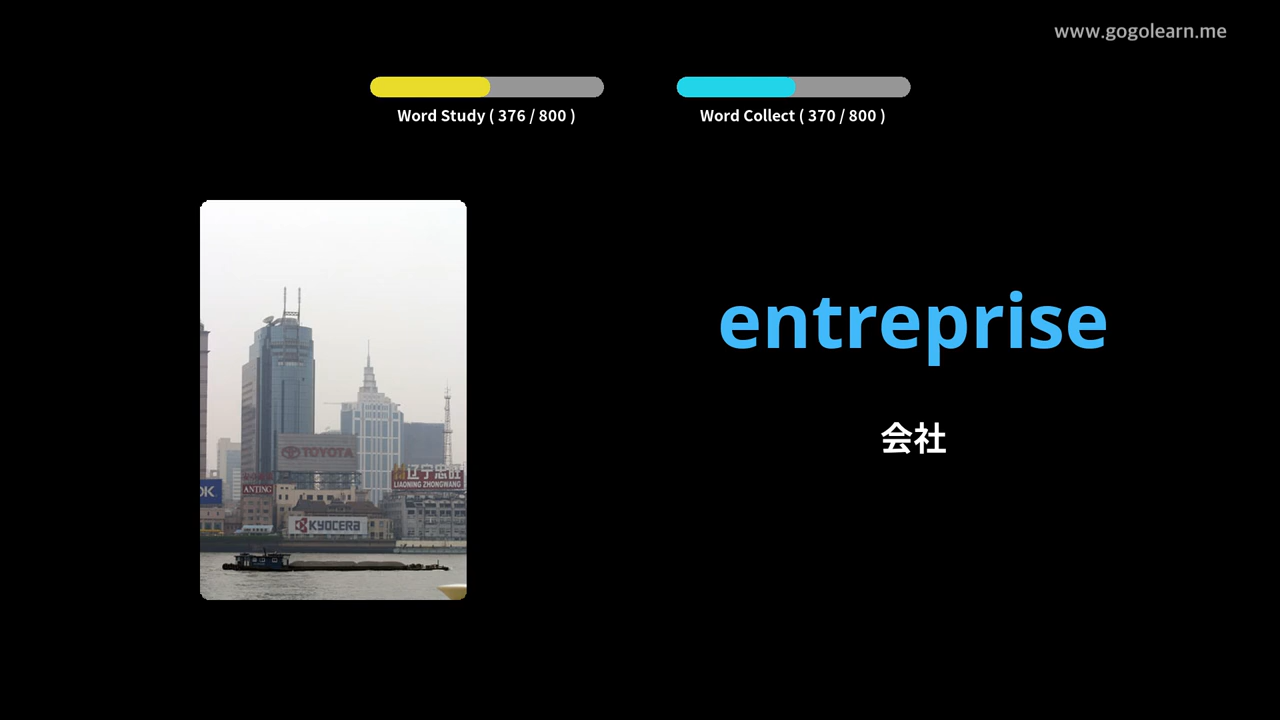 www.gogolearn.me
Word Study ( 376 / 800 )
Word Collect ( 370 / 800 )
entreprise
会社
TOYOTA
辽宁忠旺
LIAONING ZHONGWANG
OK
ANTING
KYOCERA